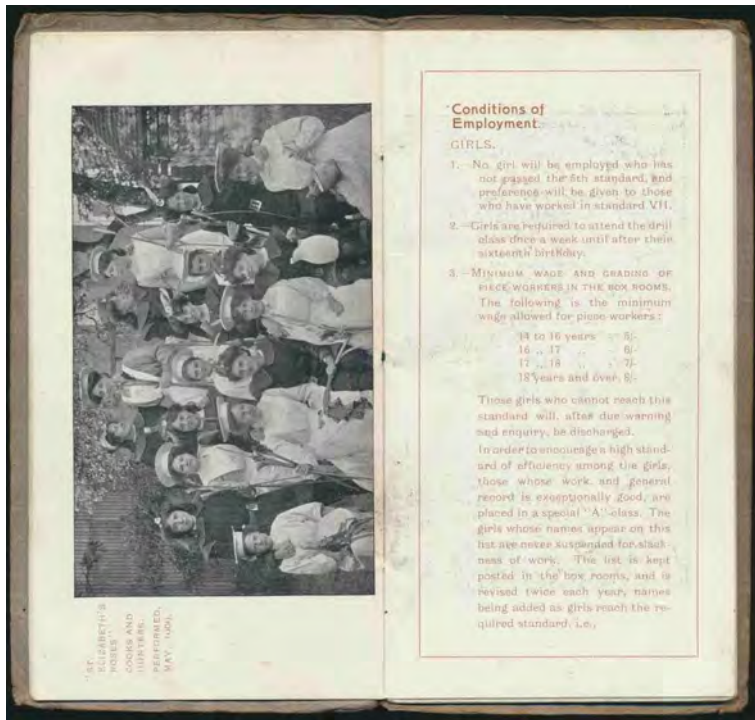 "ST.
ELIZABETH'S
ROSES"
COOKS AND
HUNTERS.
PERFORMED,
MAY, 1909.
Conditions of
Employment.
GIRLS.
1.—No girl will be employed who has
not passed the 6th standard, and
preference will be given to those
who have worked in standard VII.
2.—Girls are required to attend the drill
class once a week until after their
sixteenth birthday.
3.—MINIMUM WAGE AND GRADING OF
PIECE WORKERS IN THE BOX ROOMS.
The following is the minimum
wage allowed for piece workers:
14 to 16 years - 5/-
16 ,, 17 ,, - 6/-
17 ,, 18 ,, - 7/-
18 years and over, 8/-
Those girls who cannot reach this
standard will, after due warning
and enquiry, be discharged.
In order to encourage a high stand-
ard of efficiency among the girls,
those whose work and general
record is exceptionally good, are
placed in a special "A" class. The
girls whose names appear on this
list are never suspended for slack-
ness of work. The list is kept
posted in the box rooms, and is
revised twice each year, names
being added as girls reach the re-
quired standard, i.e.,